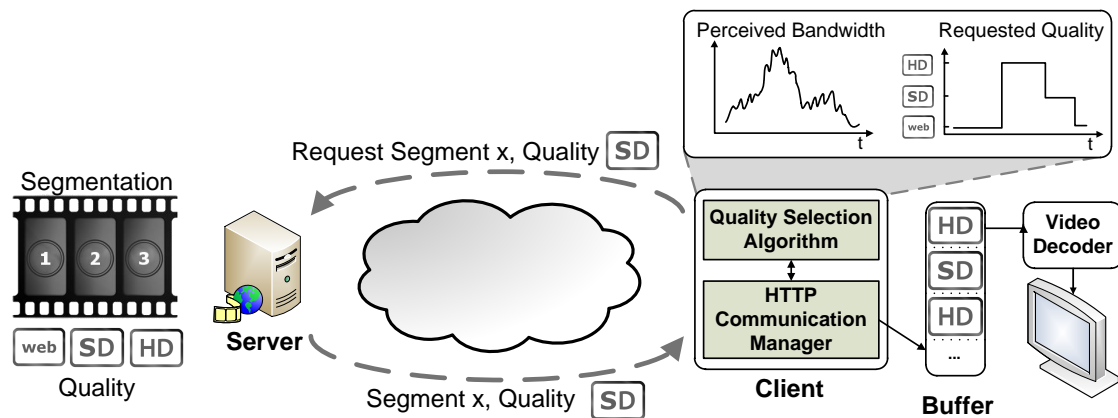 Perceived Bandwidth
t
Requested Quality
HD
SD
web
t
Request Segment x, Quality SD
Segmentation
1 2 3
web SD HD
Quality
Server
Segment x, Quality SD
Quality Selection
Algorithm
HTTP
Communication
Manager
Client
HD
SD
HD
...
Buffer
Video
Decoder